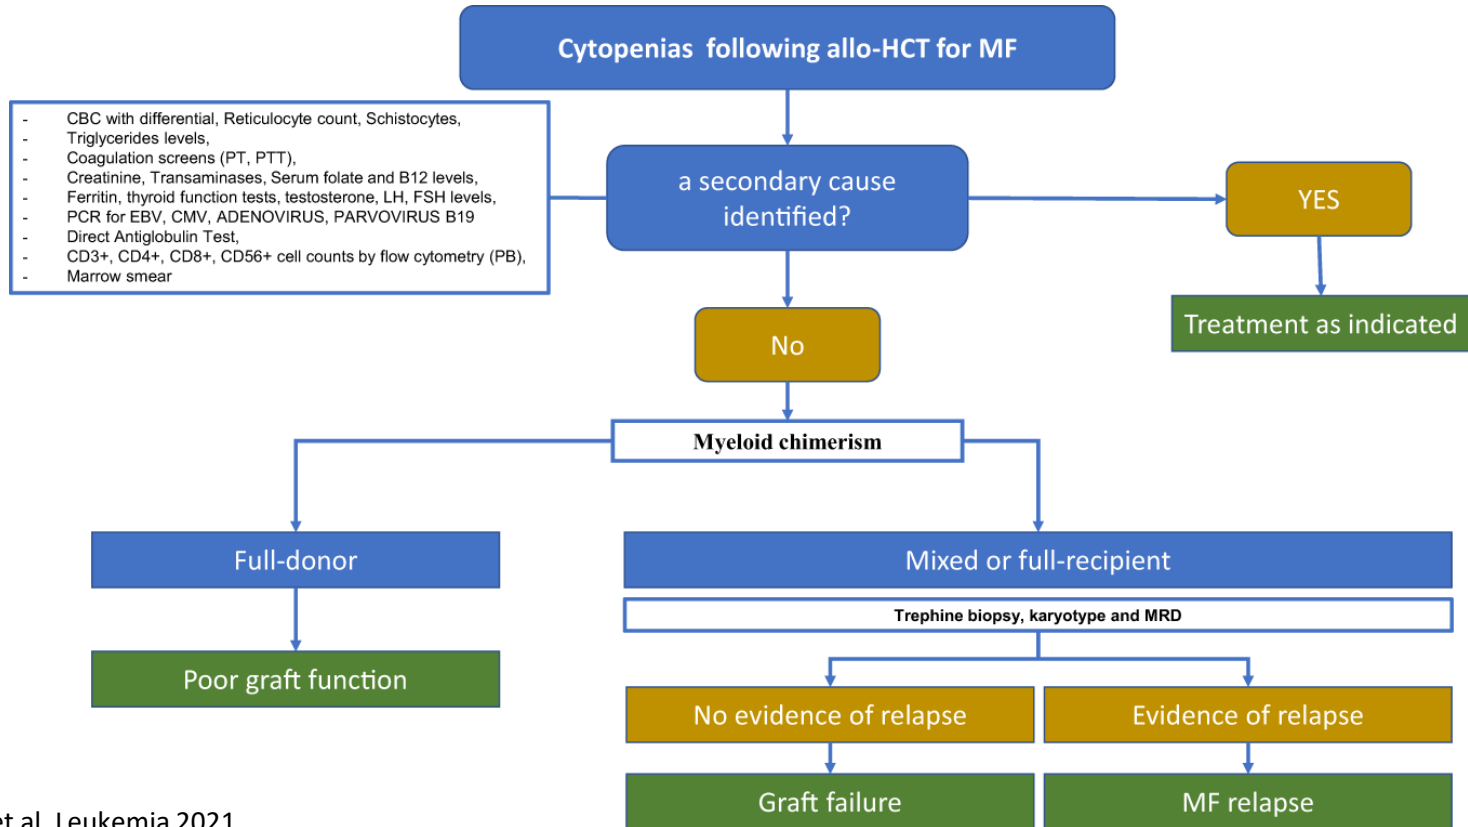 Cytopenias following allo-HCT for MF
- CBC with differential, Reticulocyte count, Schistocytes,
- Triglycerides levels,
- Coagulation screens (PT, PTT),
- Creatinine, Transaminases, Serum folate and B12 levels,
- Ferritin, thyroid function tests, testosterone, LH, FSH levels,
- PCR for EBV, CMV, ADENOVIRUS, PARVOVIRUS B19
- Direct Antiglobulin Test,
- CD3+, CD4+, CD8+, CD56+ cell counts by flow cytometry (PB),
- Marrow smear
a secondary cause
identified?
YES
Treatment as indicated
No
Myeloid chimerism
Full-donor
Mixed or full-recipient
Trephine biopsy, karyotype and MRD
Poor graft function
No evidence of relapse
Evidence of relapse
Graft failure
MF relapse
et al. Leukemia 2021